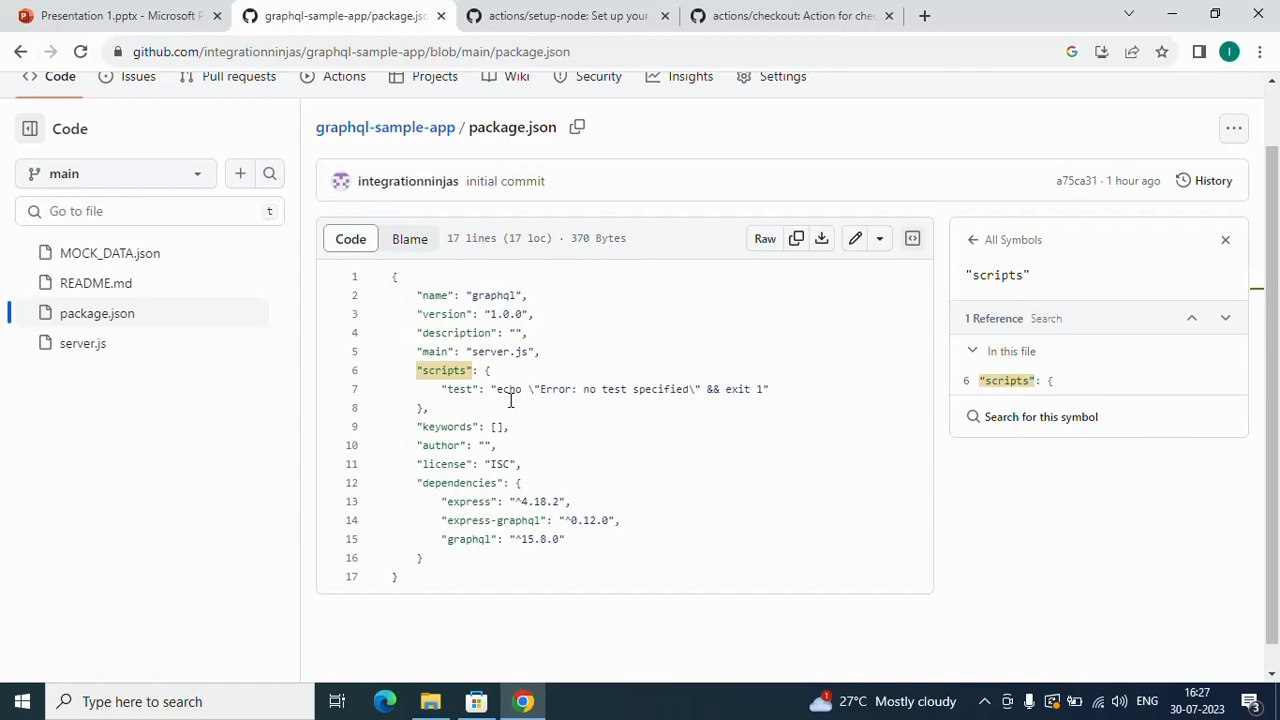 Presentation 1.pptx - Microsoft P
graphql-sample-app/package.jso
actions/setup-node: Set up your
actions/checkout: Action for che
github.com/integrationninjas/graphql-sample-app/blob/main/package.json
I
Code
Issues
Pull requests
Actions
Projects
Wiki
Security
Insights
Settings
Code
main
Go to file
t
MOCK_DATA.json
README.md
package.json
server.js
graphql-sample-app / package.json
integrationninjas initial commit
a75ca31 · 1 hour ago
History
Code
Blame
17 lines (17 loc) · 370 Bytes
Raw
1 {
2 "name": "graphql",
3 "version": "1.0.0",
4 "description": "",
5 "main": "server.js",
6 "scripts": {
7 "test": "echo \"Error: no test specified\" && exit 1"
8 },
9 "keywords": [],
10 "author": "",
11 "license": "ISC",
12 "dependencies": {
13 "express": "^4.18.2",
14 "express-graphql": "^0.12.0",
15 "graphql": "^15.8.0"
16 }
17 }
All Symbols
"scripts"
1 Reference Search
In this file
6 "scripts": {
Search for this symbol
Type here to search
1
27°C Mostly cloudy
ENG
16:27
30-07-2023
3